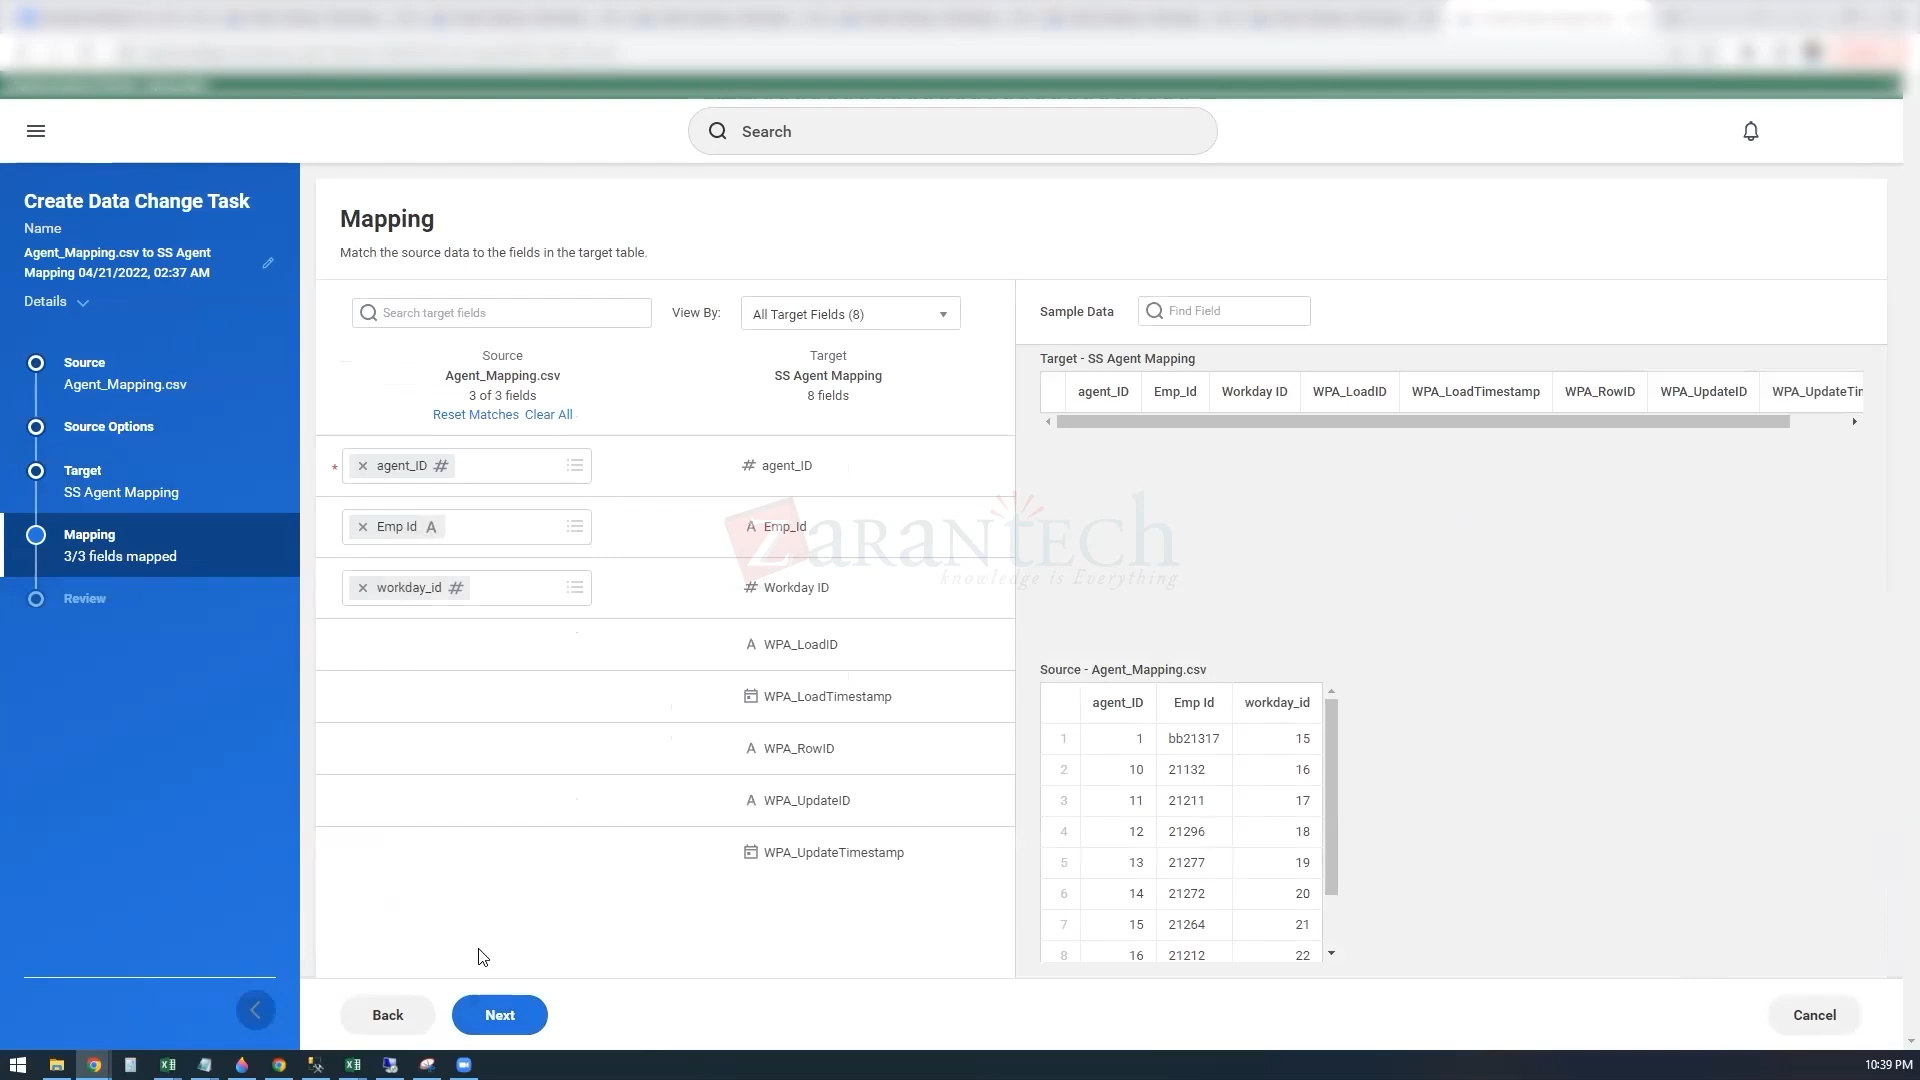 Search
Create Data Change Task
Name
Agent_Mapping.csv to SS Agent
Mapping 04/21/2022, 02:37 AM
Details
Source
Agent_Mapping.csv
Source Options
Target
SS Agent Mapping
Mapping
3/3 fields mapped
Review
Mapping
Match the source data to the fields in the target table.
Search target fields
View By:
All Target Fields (8)
Source
Agent_Mapping.csv
3 of 3 fields
Reset Matches Clear All
Target
SS Agent Mapping
8 fields
* agent_ID # # agent_ID
Emp Id A A Emp_Id
workday_id # # Workday ID
A WPA_LoadID
WPA_LoadTimestamp
A WPA_RowID
A WPA_UpdateID
WPA_UpdateTimestamp
zaranTech
knowledge is Everything
Sample Data
Find Field
Target - SS Agent Mapping
agent_ID Emp_Id Workday ID WPA_LoadID WPA_LoadTimestamp WPA_RowID WPA_UpdateID WPA_UpdateTim
Source - Agent_Mapping.csv
agent_ID Emp Id workday_id
1 1 bb21317 15
2 10 21132 16
3 11 21211 17
4 12 21296 18
5 13 21277 19
6 14 21272 20
7 15 21264 21
8 16 21212 22
Back
Next
Cancel
10:39 PM